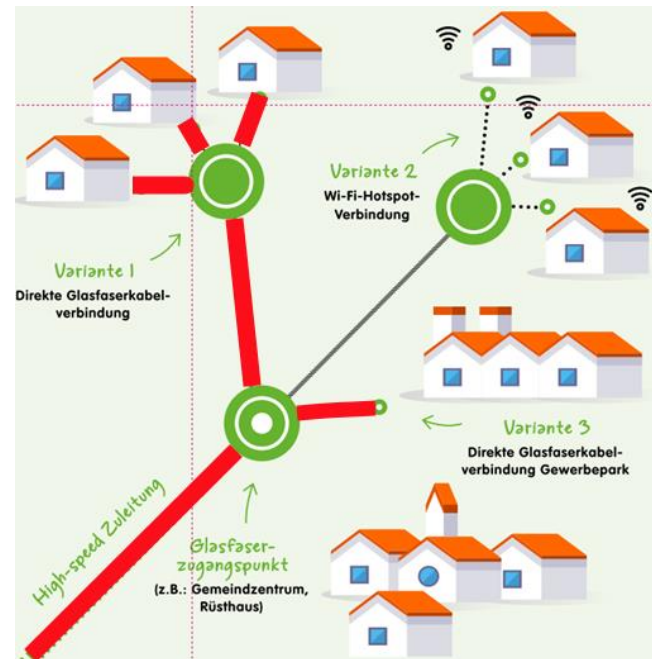 Variante 2
Wi-Fi-Hotspot-
Verbindung
Variante 1
Direkte Glasfaserkabel-
verbindung
Variante 3
Direkte Glasfaserkabel-
verbindung Gewerbepark
High-speed Zuleitung
Glasfaser-
zugangspunkt
(z.B.: Gemeindzentrum,
Rüsthaus)